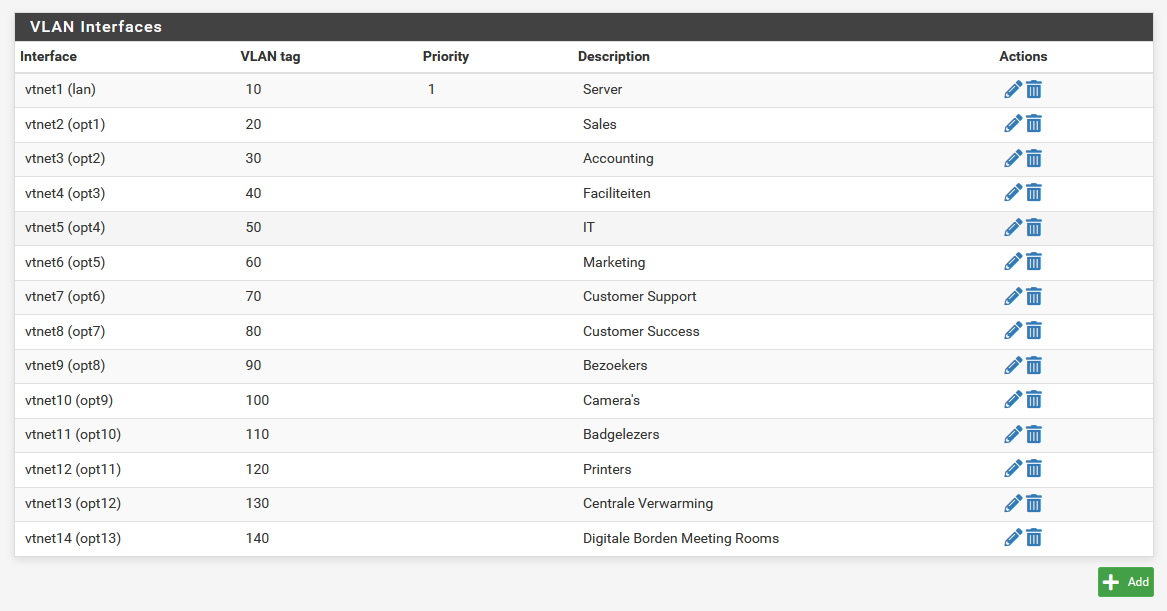 VLAN Interfaces
Interface VLAN tag Priority Description Actions
vtnet1 (lan) 10 1 Server
vtnet2 (opt1) 20 Sales
vtnet3 (opt2) 30 Accounting
vtnet4 (opt3) 40 Faciliteiten
vtnet5 (opt4) 50 IT
vtnet6 (opt5) 60 Marketing
vtnet7 (opt6) 70 Customer Support
vtnet8 (opt7) 80 Customer Success
vtnet9 (opt8) 90 Bezoekers
vtnet10 (opt9) 100 Camera's
vtnet11 (opt10) 110 Badgelezers
vtnet12 (opt11) 120 Printers
vtnet13 (opt12) 130 Centrale Verwarming
vtnet14 (opt13) 140 Digitale Borden Meeting Rooms
Add